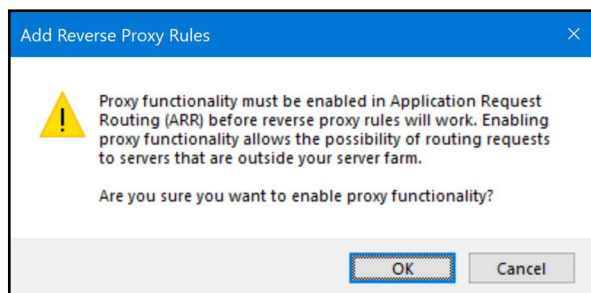 Add Reverse Proxy Rules
Proxy functionality must be enabled in Application Request
Routing (ARR) before reverse proxy rules will work. Enabling
proxy functionality allows the possibility of routing requests
to servers that are outside your server farm.
Are you sure you want to enable proxy functionality?
OK
Cancel